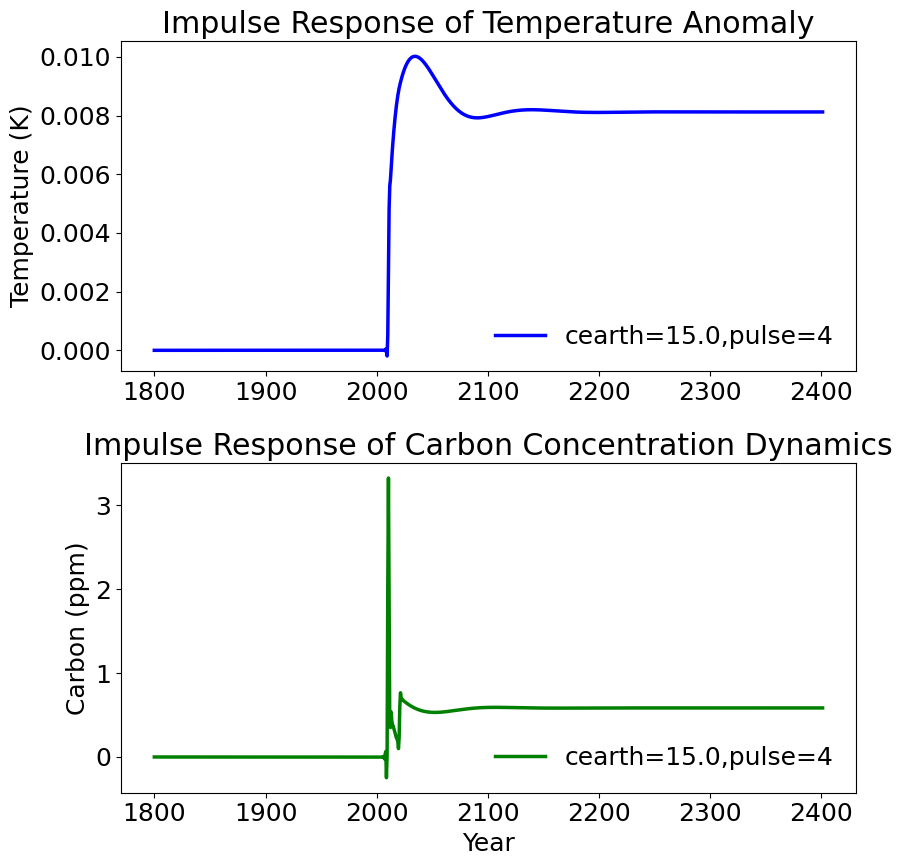 Impulse Response of Temperature Anomaly
Temperature (K)
0.010
0.008
0.006
0.004
0.002
0.000
cearth=15.0,pulse=4
1800 1900 2000 2100 2200 2300 2400
Impulse Response of Carbon Concentration Dynamics
Carbon (ppm)
3
2
1
0
cearth=15.0,pulse=4
1800 1900 2000 2100 2200 2300 2400
Year